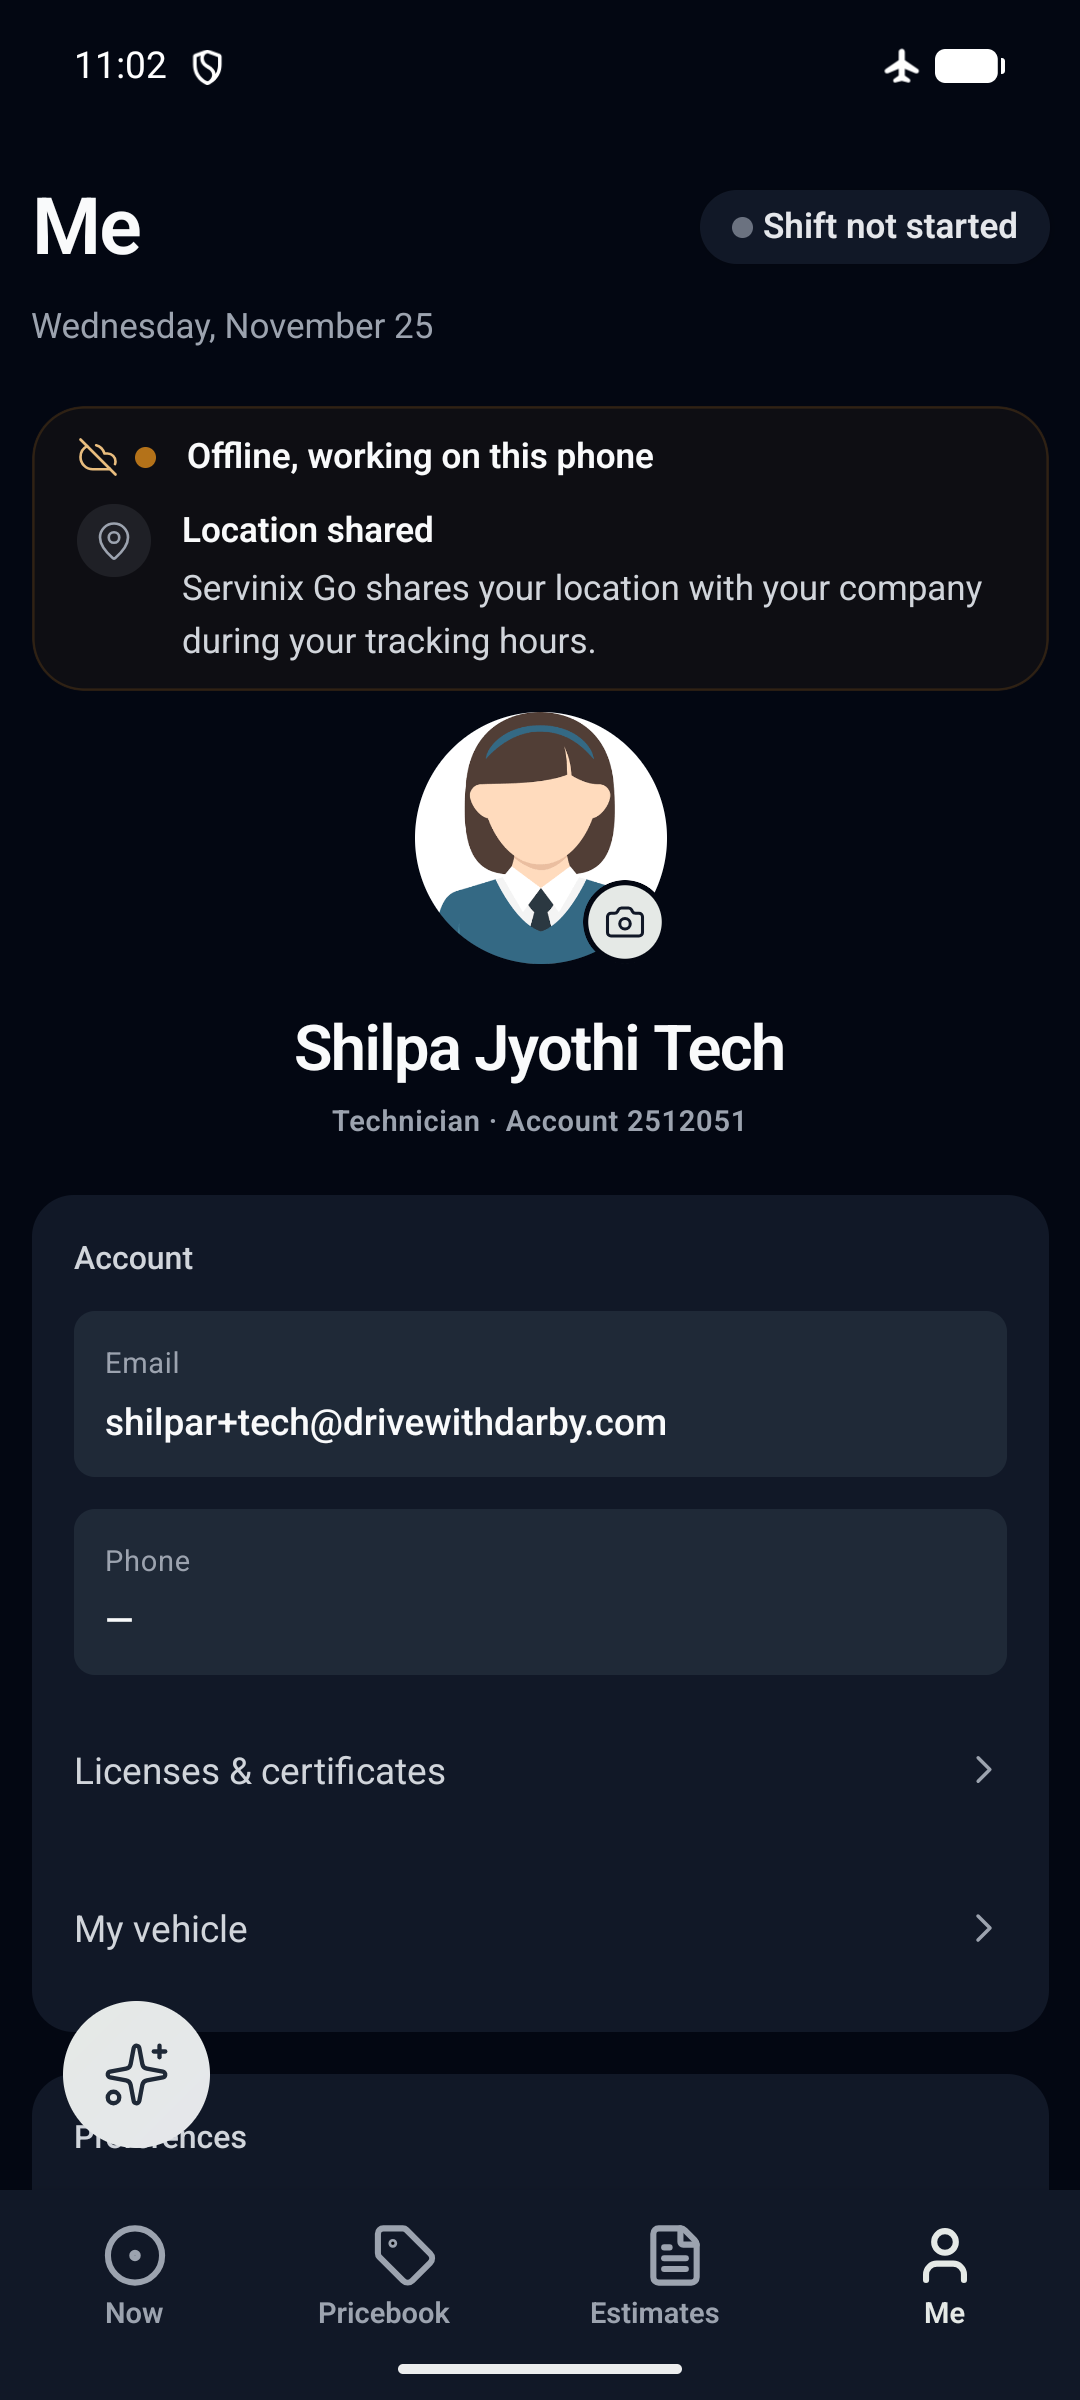 11:02
Me
Shift not started
Wednesday, November 25
Offline, working on this phone
Location shared
Servinix Go shares your location with your company
during your tracking hours.
Shilpa Jyothi Tech
Technician · Account 2512051
Account
Email
shilpar+tech@drivewithdarby.com
Phone
—
Licenses & certificates
My vehicle
Preferences
Now
Pricebook
Estimates
Me